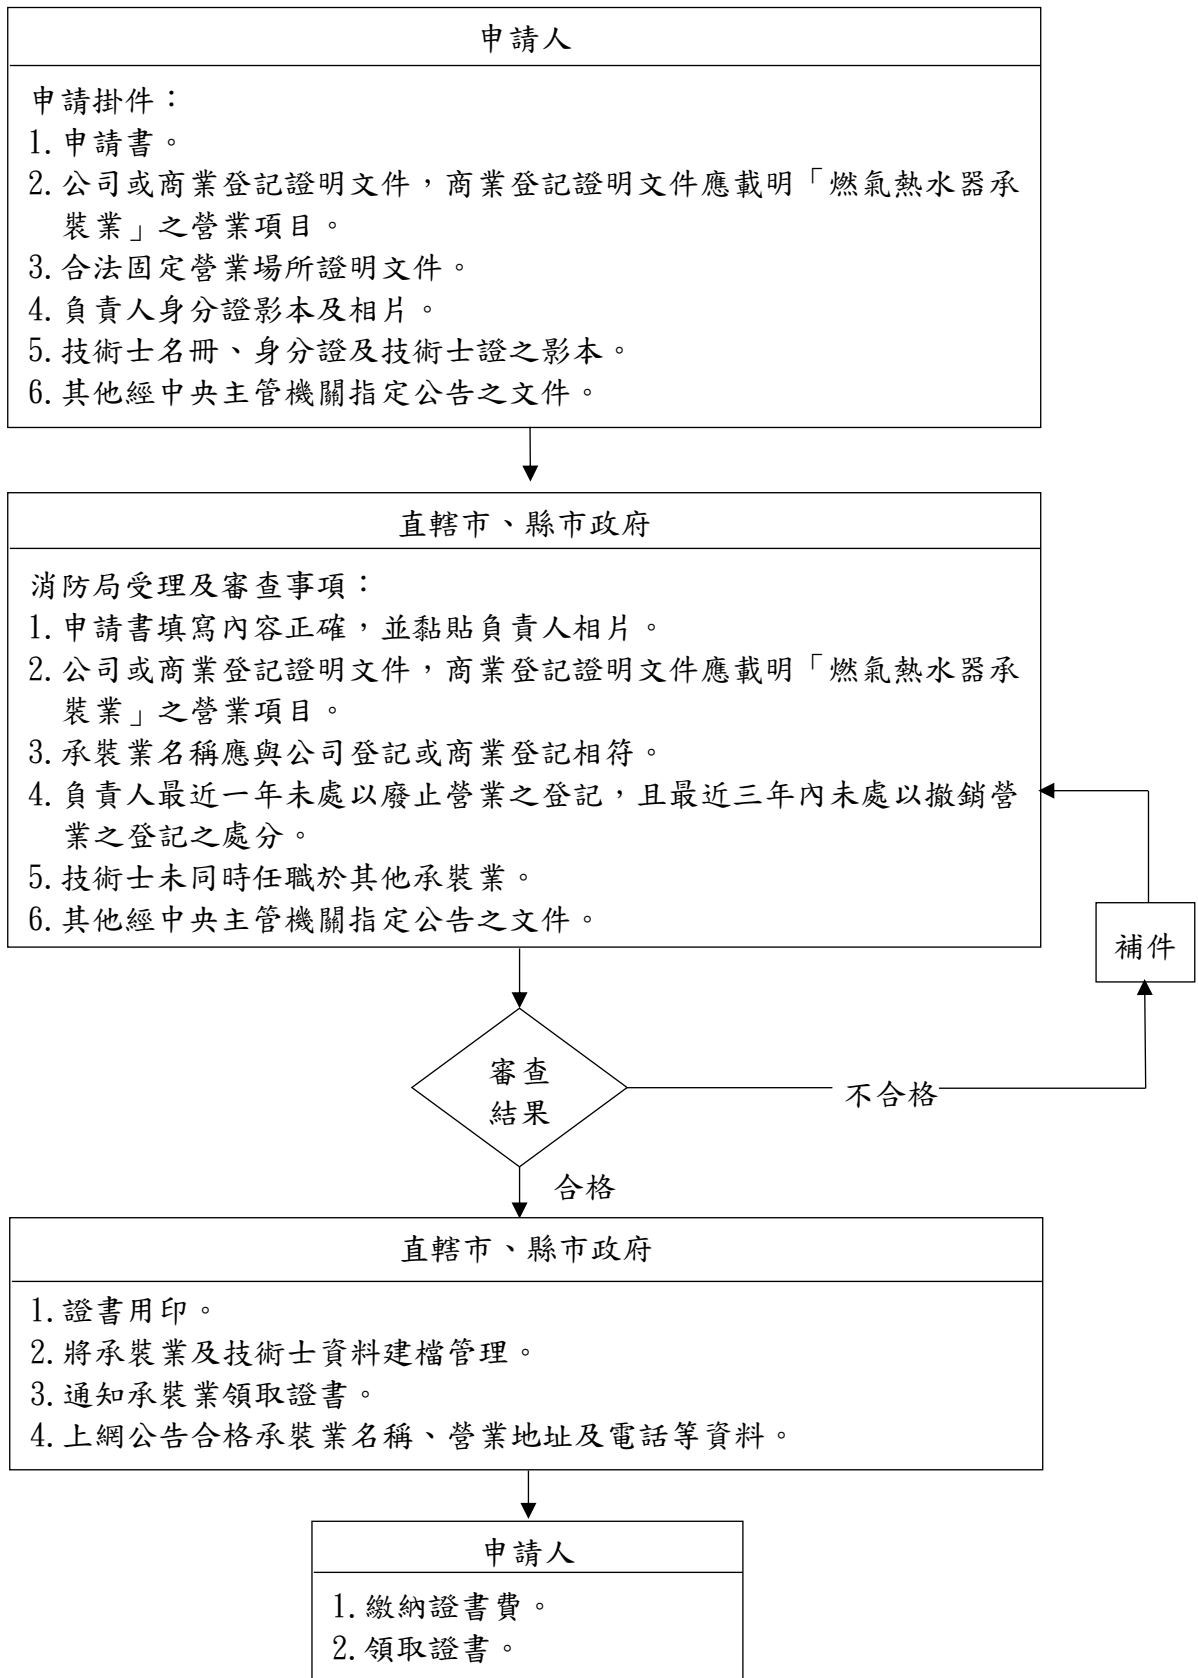 申請人
申請掛件：
1.申請書。
2.公司或商業登記證明文件，商業登記證明文件應載明「燃氣熱水器承
裝業」之營業項目。
3.合法固定營業場所證明文件。
4.負責人身分證影本及相片。
5.技術士名冊、身分證及技術士證之影本。
6.其他經中央主管機關指定公告之文件。
直轄市、縣市政府
消防局受理及審查事項：
1.申請書填寫內容正確，並黏貼負責人相片。
2.公司或商業登記證明文件，商業登記證明文件應載明「燃氣熱水器承
裝業」之營業項目。
3.承裝業名稱應與公司登記或商業登記相符。
4.負責人最近一年未處以廢止營業之登記，且最近三年內未處以撤銷營
業之登記之處分。
5.技術士未同時任職於其他承裝業。
6.其他經中央主管機關指定公告之文件。
補件
審查
結果
不合格
合格
直轄市、縣市政府
1.證書用印。
2.將承裝業及技術士資料建檔管理。
3.通知承裝業領取證書。
4.上網公告合格承裝業名稱、營業地址及電話等資料。
申請人
1.繳納證書費。
2.領取證書。